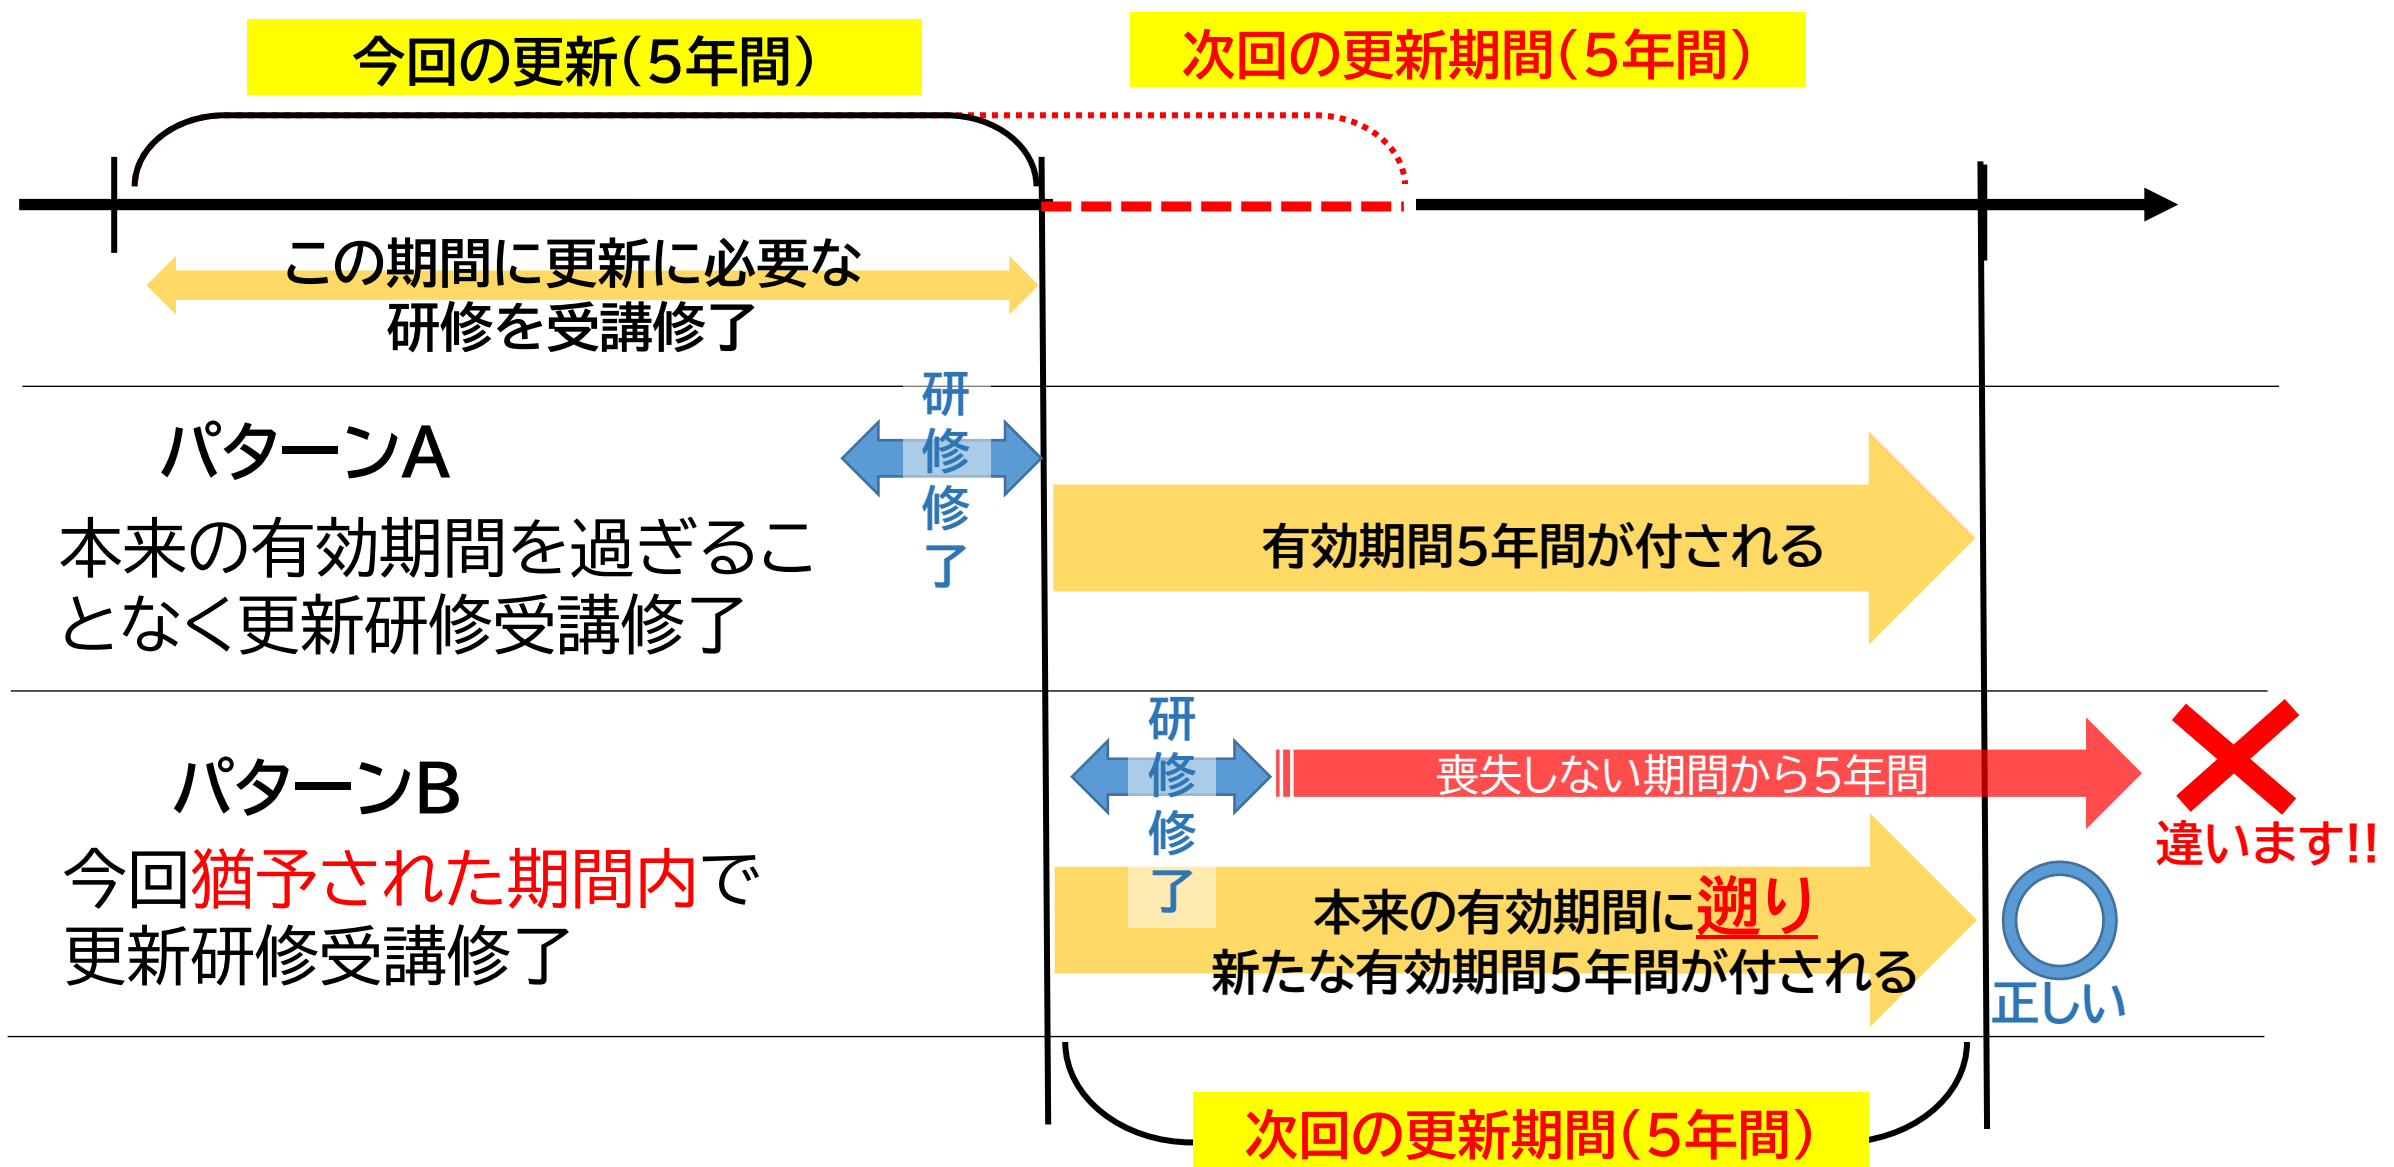 今回の更新（５年間）
次回の更新期間（５年間）
この期間に更新に必要な
研修を受講修了
パターンA
本来の有効期間を過ぎるこ
となく更新研修受講修了
研修修了
有効期間5年間が付される
パターンB
今回猶予された期間内で
更新研修受講修了
研修修了
喪失しない期間から5年間
違います!!
本来の有効期間に遡り
新たな有効期間5年間が付される
正しい
次回の更新期間（５年間）